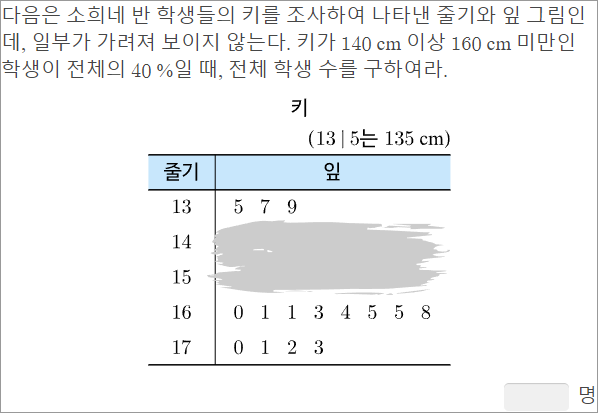 다음은 소희네 반 학생들의 키를 조사하여 나타낸 줄기와 잎 그림인
데, 일부가 가려져 보이지 않는다. 키가 140 cm 이상 160 cm 미만인
학생이 전체의 40 %일 때, 전체 학생 수를 구하여라.
키
(13 | 5는 135 cm)
줄기 잎
13 5 7 9
14
15
16 0 1 1 3 4 5 5 8
17 0 1 2 3
명